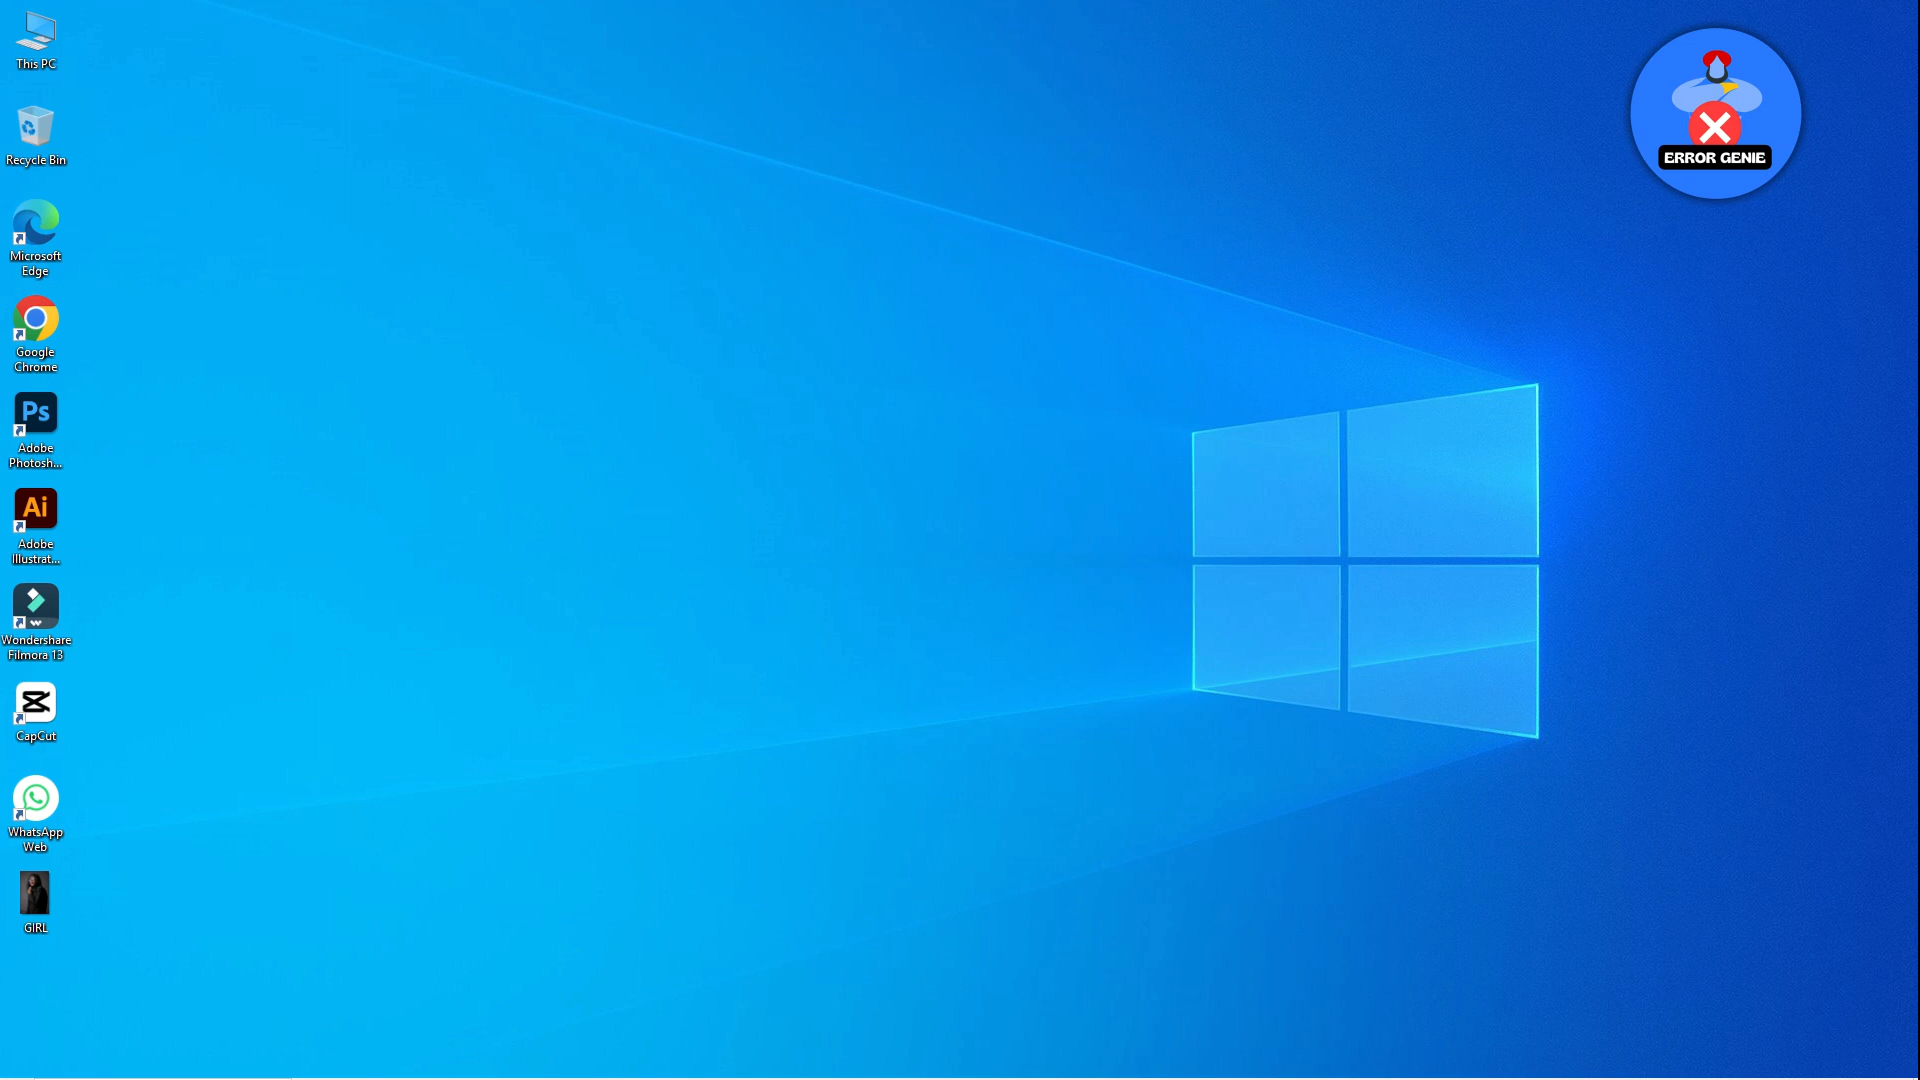 This PC
Recycle Bin
Microsoft
Edge
Google
Chrome
Ps
Adobe
Photosh...
Ai
Adobe
Illustrat...
Wondershare
Filmora 13
CapCut
WhatsApp
Web
GIRL
ERROR GENIE